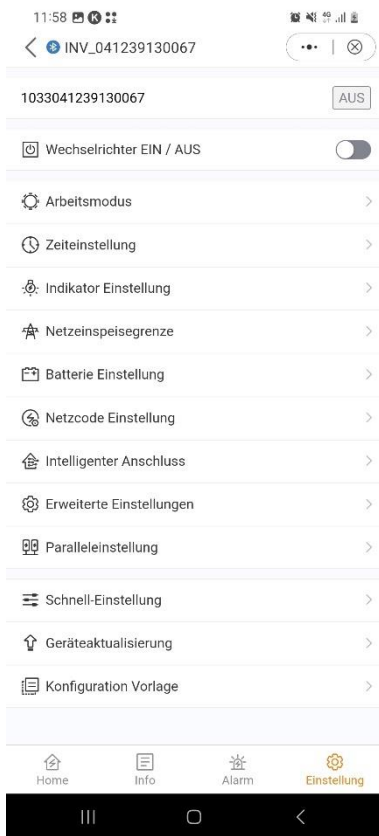 11:58
4G
INV_041239130067
1033041239130067 AUS
Wechselrichter EIN / AUS
Arbeitsmodus
Zeiteinstellung
Indikator Einstellung
Netzeinspeisegrenze
Batterie Einstellung
Netzcode Einstellung
Intelligenter Anschluss
Erweiterte Einstellungen
Paralleleinstellung
Schnell-Einstellung
Geräteaktualisierung
Konfiguration Vorlage
Home Info Alarm Einstellung